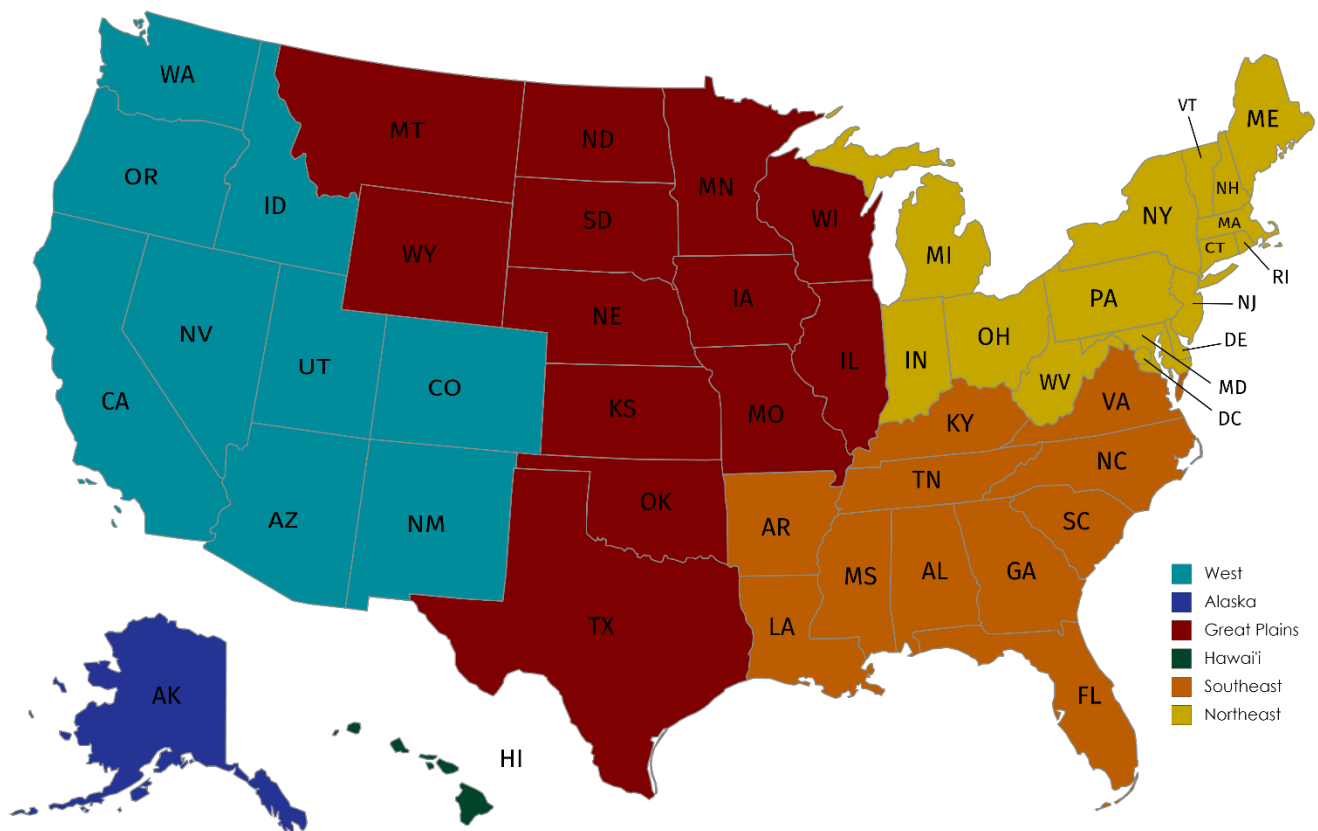 WA
VT
ME
MT
ND
OR
MN
NH
ID
NY
WI
SD
MA
CT
WY
MI
RI
IA
PA
NJ
NE
NV
OH
DE
IN
IL
UT
WV
CO
MD
CA
VA
KS
MO
DC
KY
NC
TN
OK
AZ
NM
AR
SC
MS
AL
GA
West
Alaska
TX
LA
Great Plains
Hawai'i
AK
FL
Southeast
Northeast
HI